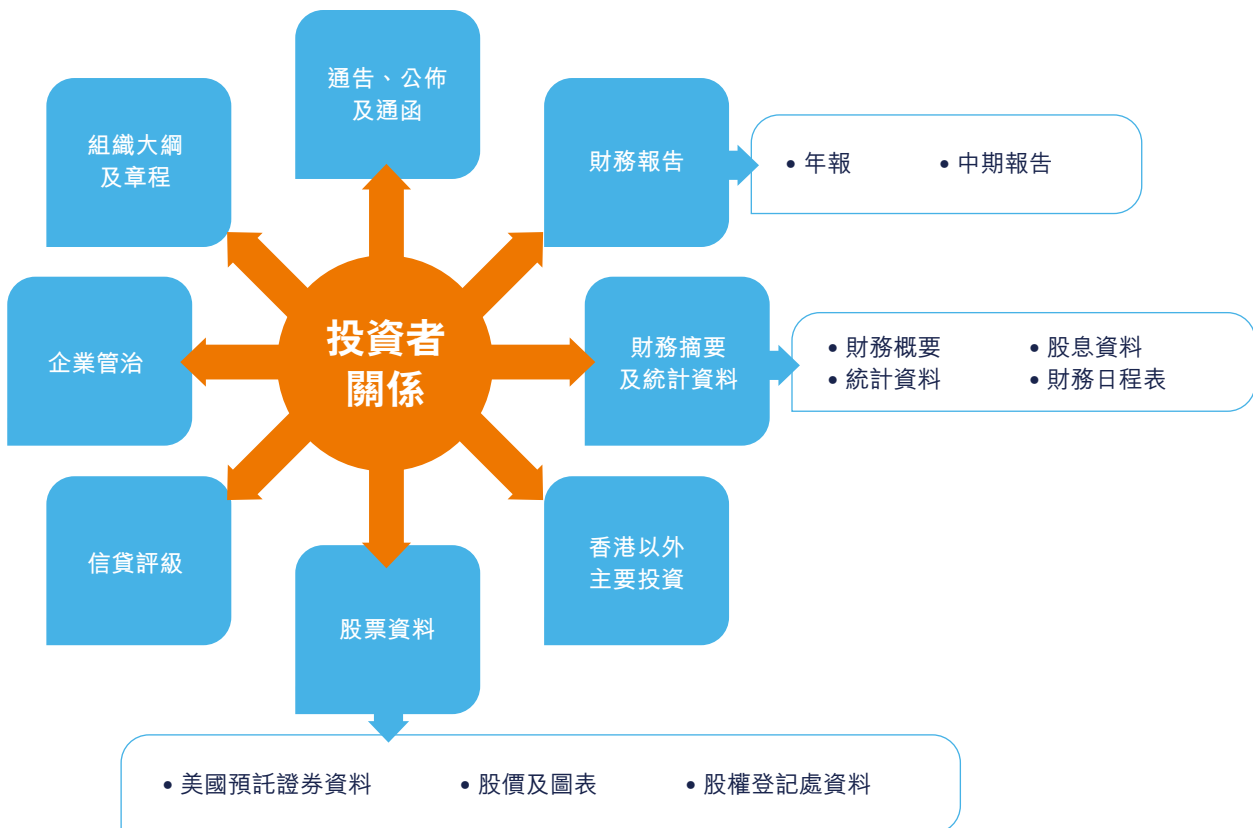 通告、公佈
及通函
組織大綱
及章程
財務報告
• 年報
• 中期報告
投資者
關係
企業管治
財務摘要
及統計資料
• 財務概要
• 股息資料
• 統計資料
• 財務日程表
信貸評級
香港以外
主要投資
股票資料
• 美國預託證券資料
• 股價及圖表
• 股權登記處資料